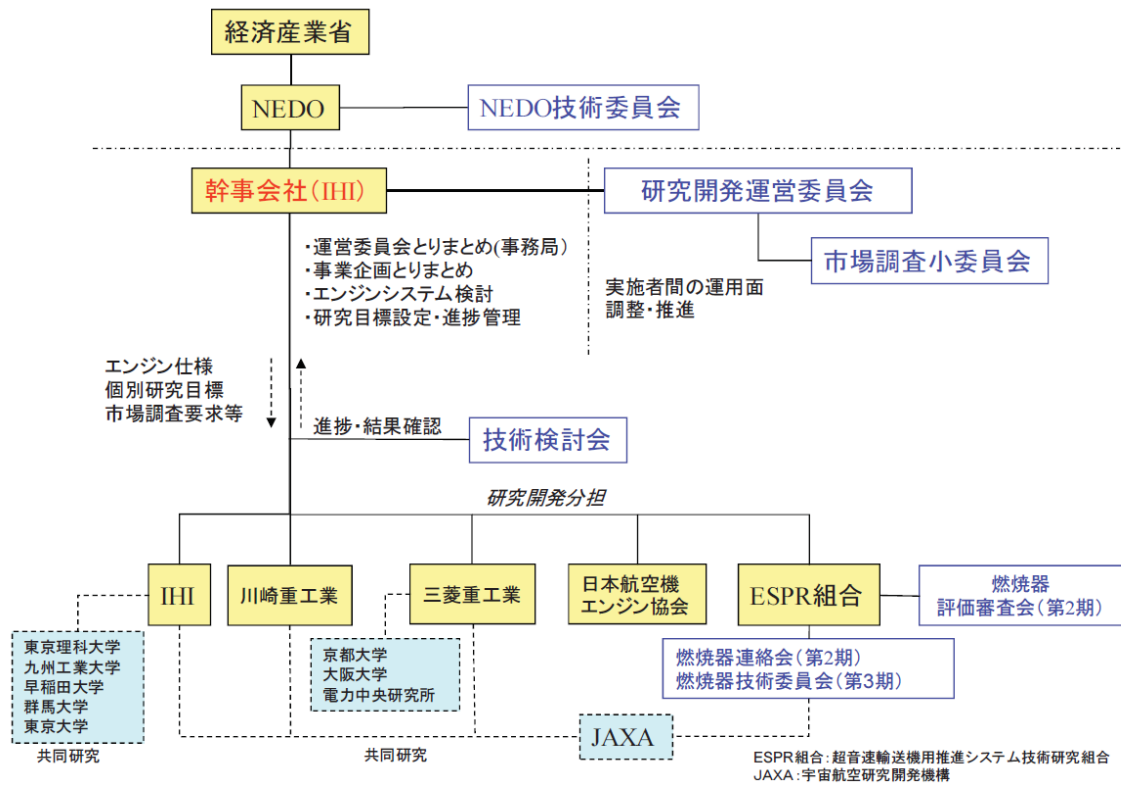 経済産業省
NEDO
NEDO技術委員会
幹事会社(IHI)
研究開発運営委員会
市場調査小委員会
・運営委員会とりまとめ(事務局)
・事業企画とりまとめ
・エンジンシステム検討
・研究目標設定・進捗管理
実施者間の運用面
調整・推進
エンジン仕様
個別研究目標
市場調査要求等
進捗・結果確認
技術検討会
研究開発分担
IHI
川崎重工業
三菱重工業
日本航空機
エンジン協会
ESPR組合
燃焼器
評価審査会(第2期)
東京理科大学
九州工業大学
早稲田大学
群馬大学
東京大学
共同研究
京都大学
大阪大学
電力中央研究所
共同研究
燃焼器連絡会(第2期)
燃焼器技術委員会(第3期)
JAXA
ESPR組合:超音速輸送機用推進システム技術研究組合
JAXA:宇宙航空研究開発機構